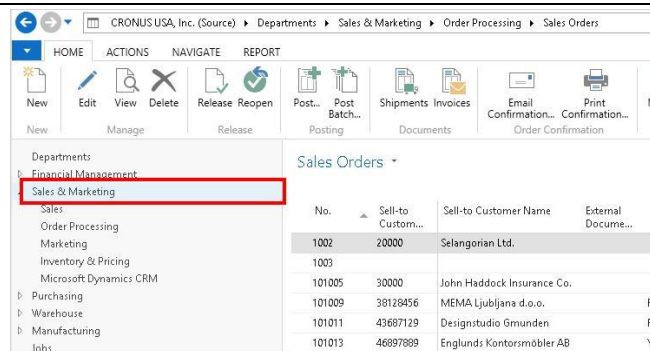 CRONUS USA, Inc. (Source) ▸ Departments ▸ Sales & Marketing ▸ Order Processing ▸ Sales Orders
HOME ACTIONS NAVIGATE REPORT
New Edit View Delete Release Reopen Post... Post Batch... Shipments Invoices Email Confirmation... Print Confirmation...
New Manage Release Posting Documents Order Confirmation
Departments
Financial Management
Sales & Marketing
Sales
Order Processing
Marketing
Inventory & Pricing
Microsoft Dynamics CRM
Purchasing
Warehouse
Manufacturing
Jobs
Sales Orders
No. Sell-to Custom... Sell-to Customer Name External Docume...
1002 20000 Selangorian Ltd.
1003
101005 30000 John Haddock Insurance Co.
101009 38128456 MEMA Ljubljana d.o.o.
101011 43687129 Designstudio Gmunden
101013 46897889 Englunds Kontorsmöbler AB